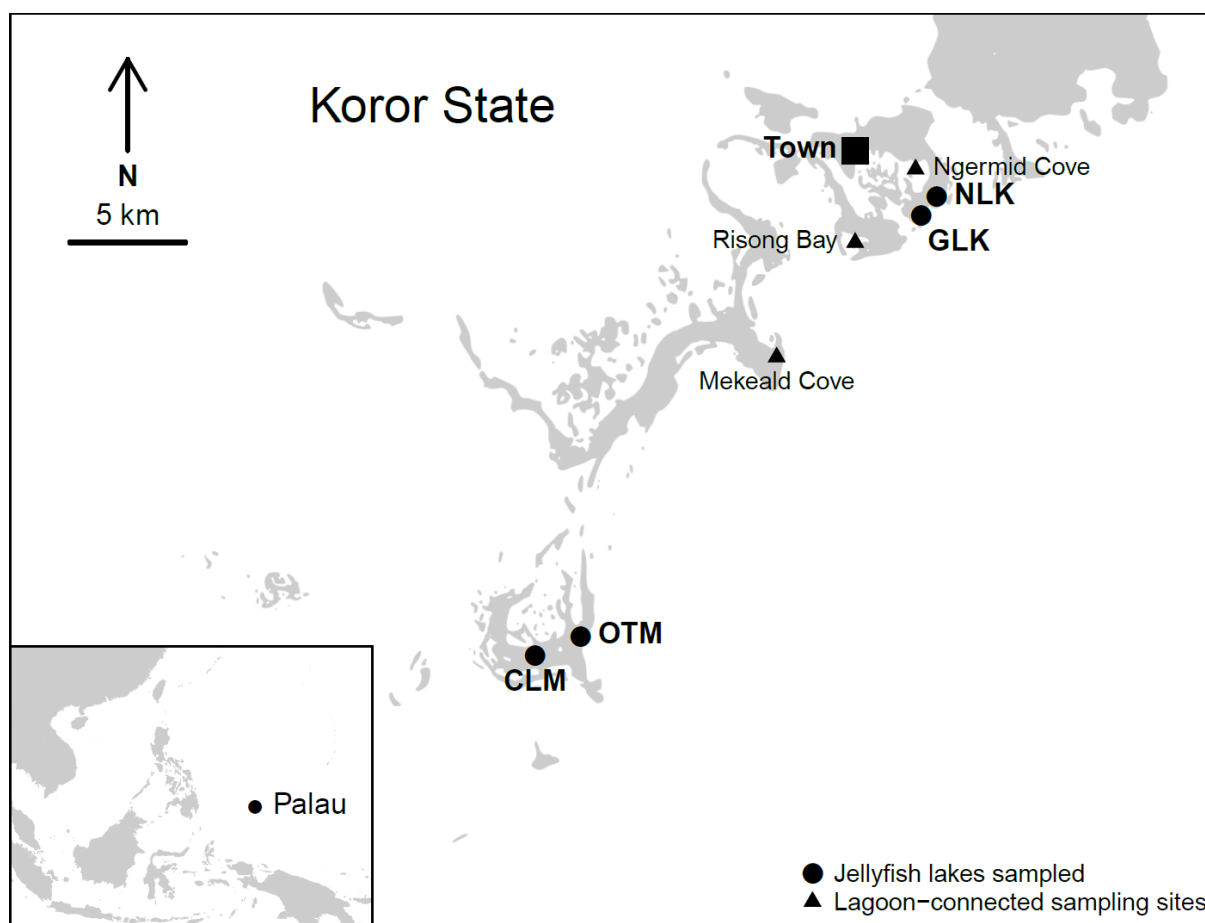 Koror State
N
5 km
Town
Ngermid Cove
NLK
GLK
Risong Bay
Mekeald Cove
OTM
CLM
Palau
Jellyfish lakes sampled
Lagoon−connected sampling sites